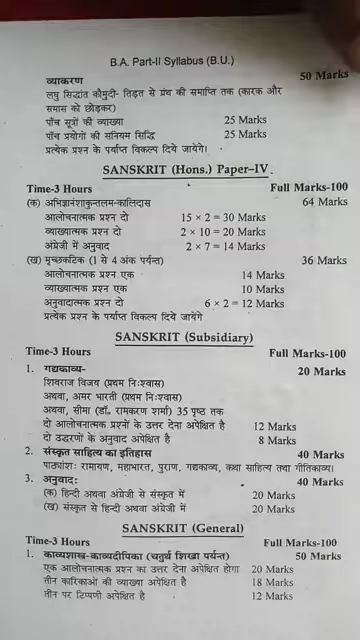 B.A. Part-II Syllabus (B.U.)
व्याकरण 50 Marks
लघु सिद्धांत कौमुदी- तिड़त से ग्रंथ की समाप्ति तक (कारक और
समास को छोड़कर)
पाँच सूत्रों की व्याख्या 25 Marks
पाँच प्रयोगों की सनियम सिद्धि 25 Marks
प्रत्येक प्रश्न के पर्याप्त विकल्प दिये जायेगे।
SANSKRIT (Hons.) Paper–IV
Time-3 Hours Full Marks-100
(क) अभिज्ञानंशाकुन्तलम-कालिदास 64 Marks
आलोचनात्मक प्रश्न दो 15 × 2 = 30 Marks
व्याख्यात्मक प्रश्न दो 2 × 10 = 20 Marks
अंग्रेजी में अनुवाद 2 × 7 = 14 Marks
(ख) मृच्छकटिक (1 से 4 अंक पर्यन्त) 36 Marks
आलोचनात्मक प्रश्न एक 14 Marks
व्याख्यात्मक प्रश्न एक 10 Marks
अनुवादात्मक प्रश्न दो 6 × 2 = 12 Marks
प्रत्येक प्रश्न के पर्याप्त विकल्प दिये जायेंगे
SANSKRIT (Subsidiary)
Time-3 Hours Full Marks-100
1. गद्यकाव्य- 20 Marks
शिवराज विजय (प्रथम निःश्वास)
अथवा, अमर भारती (प्रथम निःश्वास)
अथवा, सीमा (डॉ० रामकरण शर्मा) 35 पृष्ठ तक
दो आलोचनात्मक प्रश्नों के उत्तर देना अपेक्षित है 12 Marks
दो उद्धरणों के अनुवाद अपेक्षित है 8 Marks
2. संस्कृत साहित्य का इतिहास 40 Marks
पाठ्यांशः रामायण, महाभारत, पुराण, गद्यकाव्य, कथा साहित्य तथा गीतिकाव्य।
3. अनुवादः 40 Marks
(क) हिन्दी अथवा अंग्रेजी से संस्कृत में 20 Marks
(ख) संस्कृत से हिन्दी अथवा अंग्रेजी में 20 Marks
SANSKRIT (General)
Time-3 Hours Full Marks-100
1. काव्यशाख-काव्यदीपिका (चतुर्थ शिखा पर्यन्त) 50 Marks
एक आलोचनात्मक प्रश्न का उत्तर देना अपेक्षित होगा 20 Marks
तीन कारिकाओं की व्याख्या अपेक्षित है 18 Marks
तीन पर टिप्पणी अपेक्षित है 12 Marks